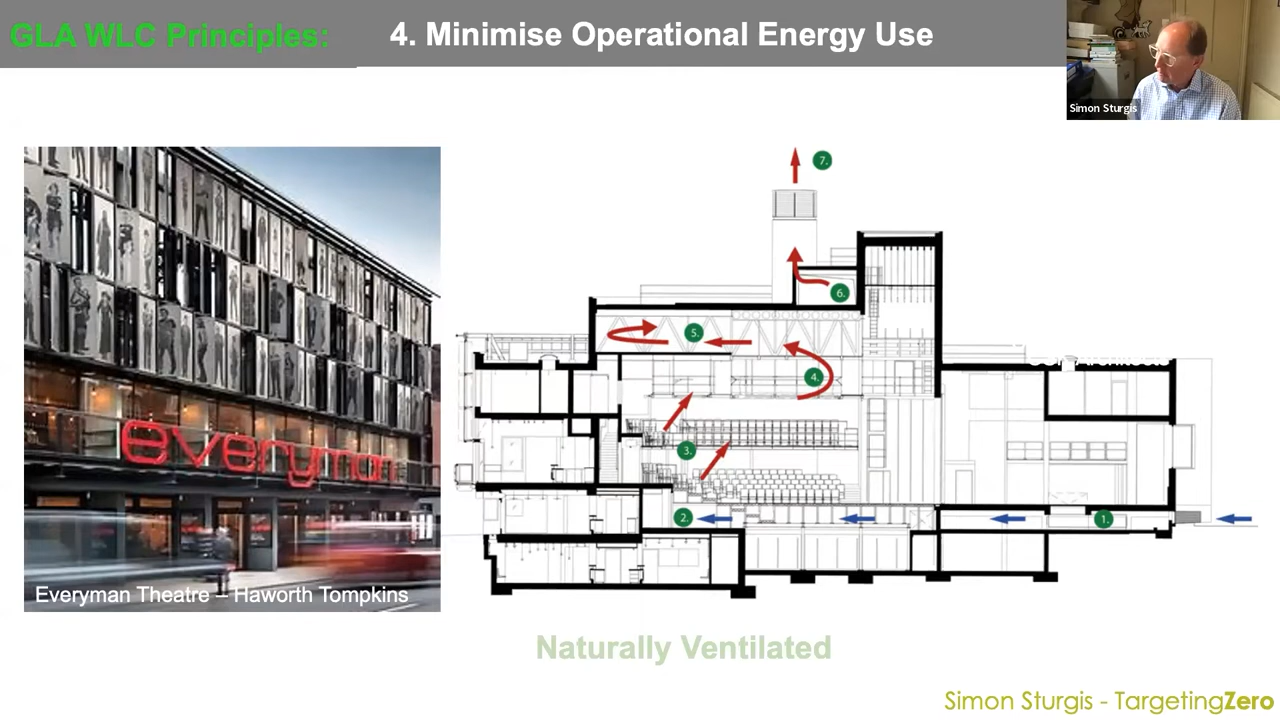 GLA WLC Principles:
4. Minimise Operational Energy Use
Simon Sturgis
7.
6.
5.
4.
3.
2.
1.
everyman
Everyman Theatre – Haworth Tompkins
Naturally Ventilated
Simon Sturgis - TargetingZero